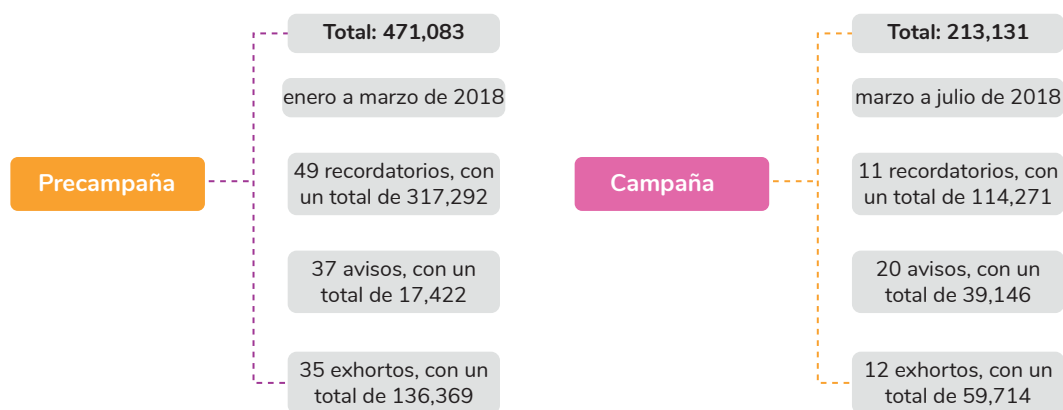 Precampaña
Total: 471,083
enero a marzo de 2018
49 recordatorios, con
un total de 317,292
37 avisos, con un
total de 17,422
35 exhortos, con un
total de 136,369
Campaña
Total: 213,131
marzo a julio de 2018
11 recordatorios, con
un total de 114,271
20 avisos, con un
total de 39,146
12 exhortos, con un
total de 59,714